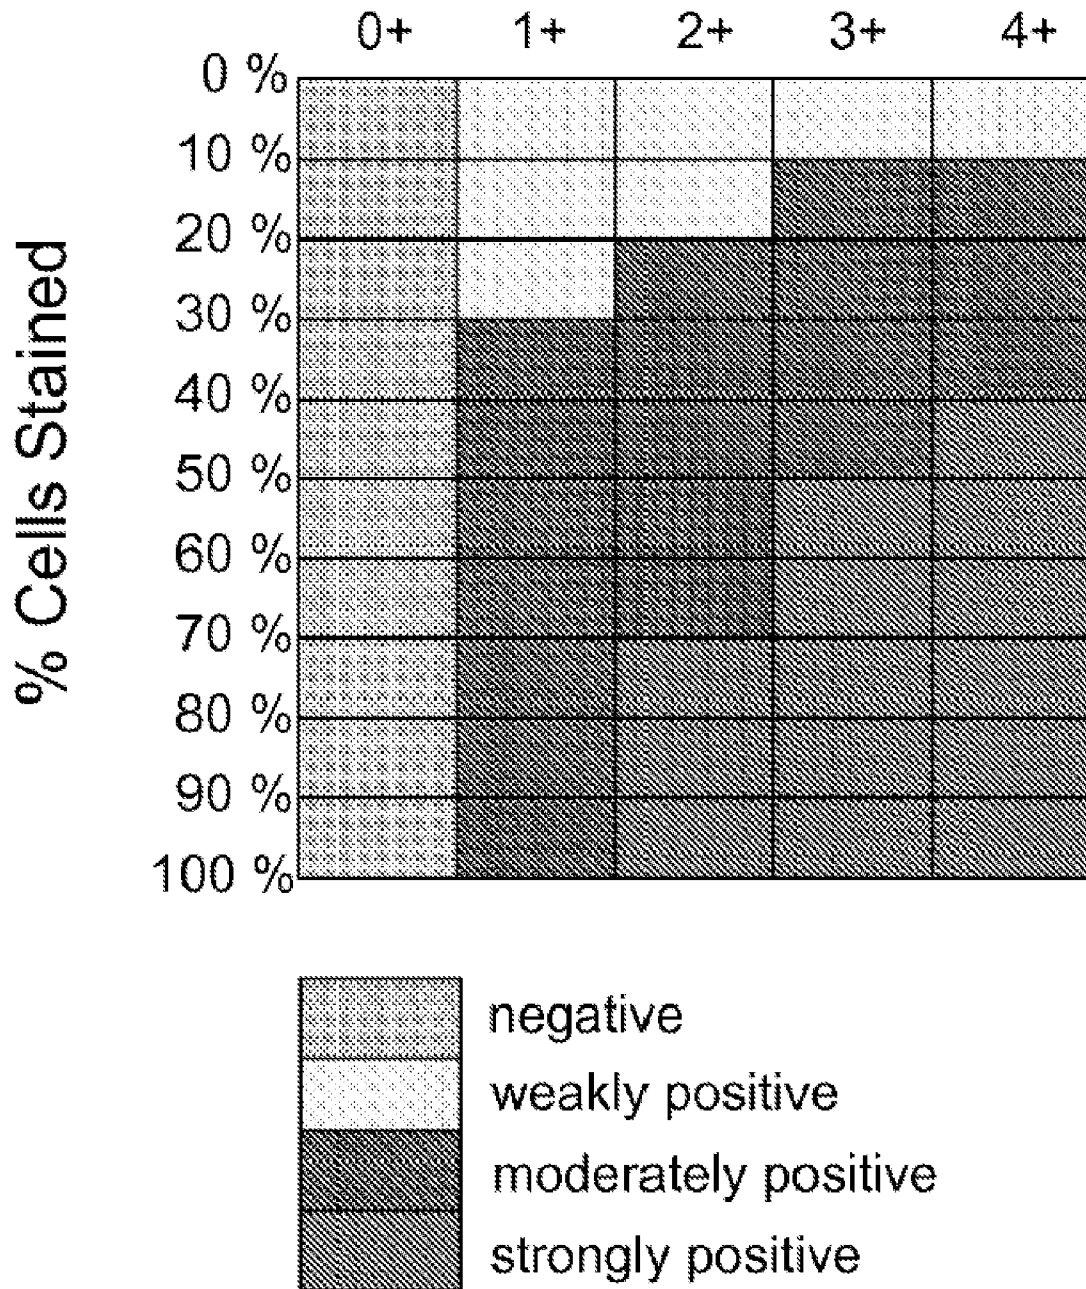 0+ 1+ 2+ 3+ 4+
0 %
10 %
20 %
30 %
40 %
50 %
60 %
70 %
80 %
90 %
100 %
% Cells Stained
negative
weakly positive
moderately positive
strongly positive